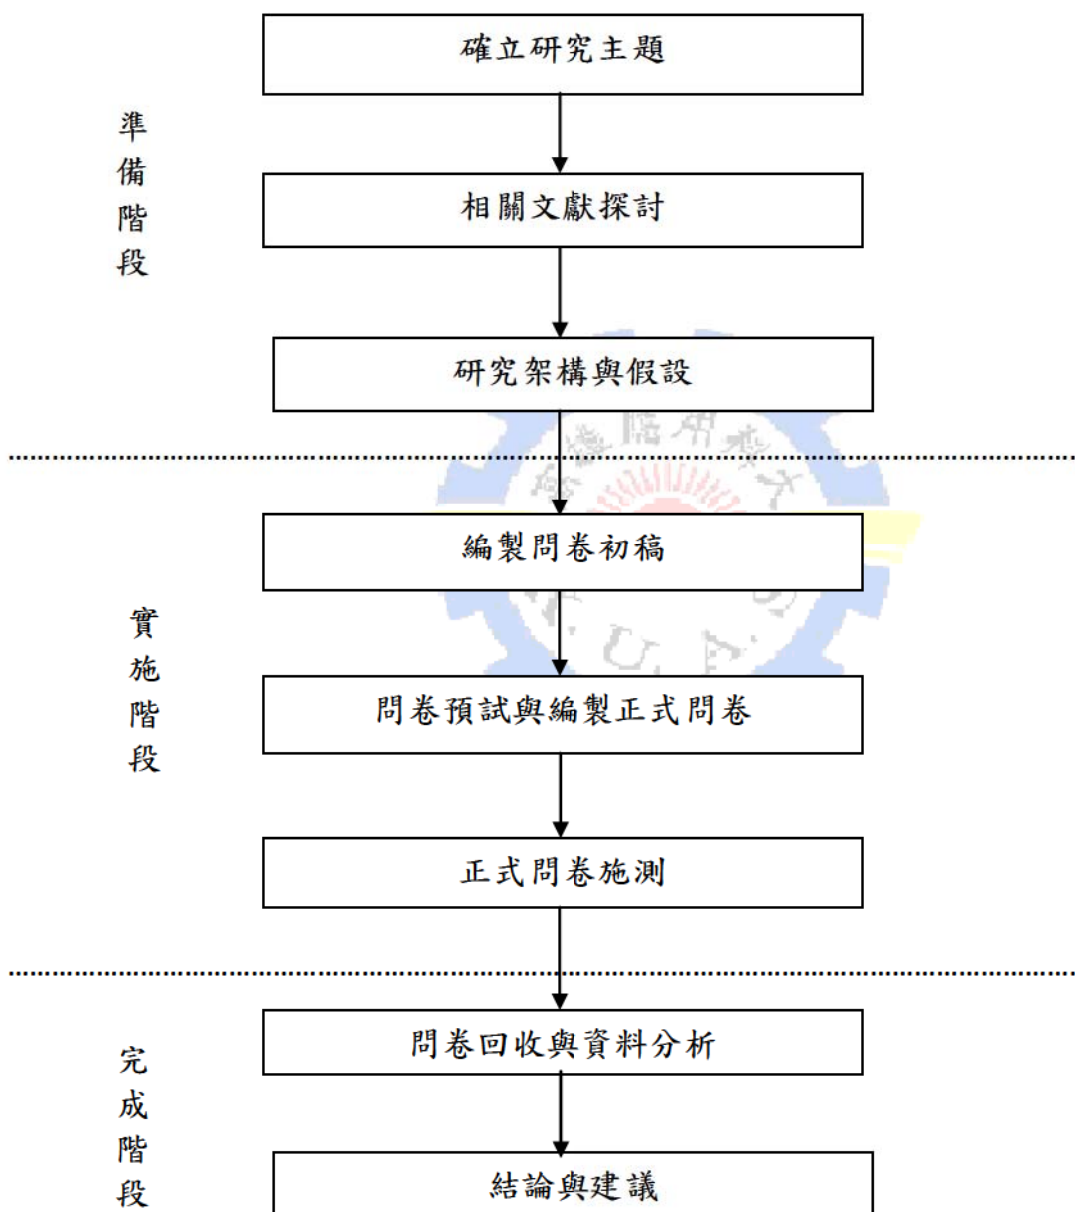 確立研究主題
準備階段
相關文獻探討
研究架構與假設
編製問卷初稿
實施階段
問卷預試與編製正式問卷
正式問卷施測
問卷回收與資料分析
完成階段
結論與建議